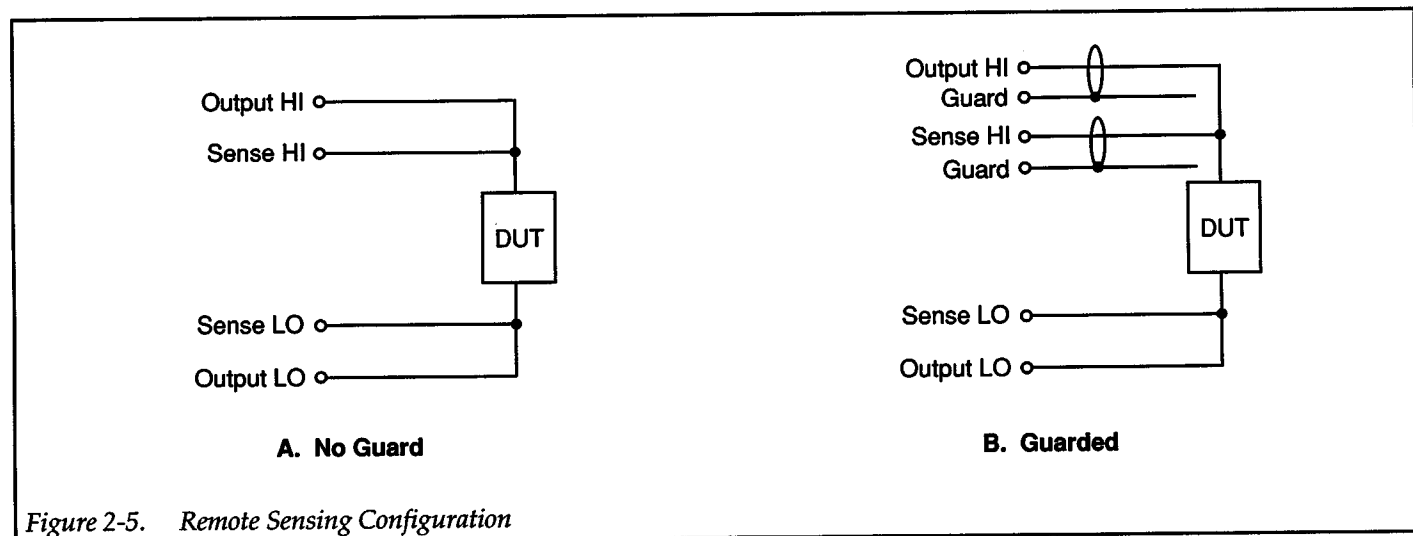 Output HI
Sense HI
DUT
Sense LO
Output LO
A. No Guard
Output HI
Guard
Sense HI
Guard
DUT
Sense LO
Output LO
B. Guarded
Figure 2-5. Remote Sensing Configuration